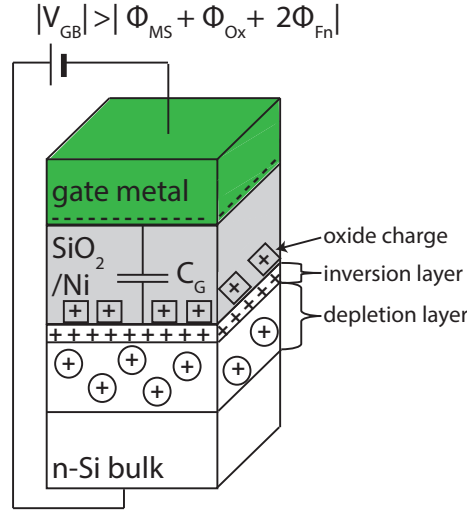 |V_GB| >| Φ_MS + Φ_Ox + 2Φ_Fn|
gate metal
SiO₂
/Ni
C_G
oxide charge
inversion layer
depletion layer
n-Si bulk